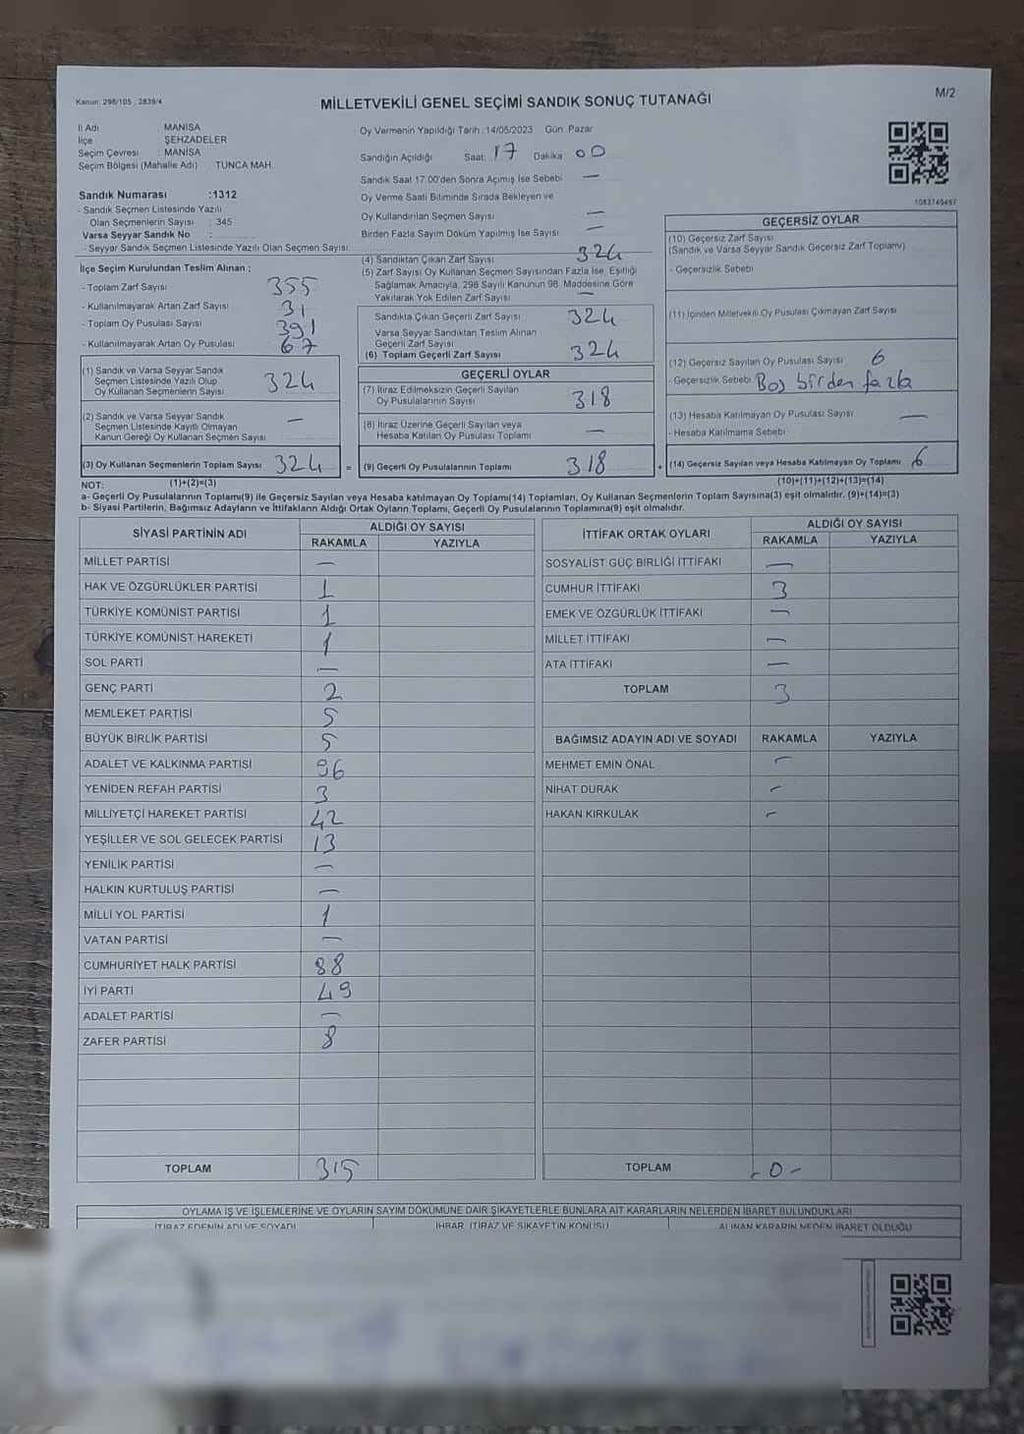 Kanun: 298/105 , 2839/4
MİLLETVEKİLİ GENEL SEÇİMİ SANDIK SONUÇ TUTANAĞI
M/2
İl Adı MANİSA
İlçe ŞEHZADELER
Seçim Çevresi : MANİSA
Seçim Bölgesi (Mahalle Adı) TUNCA MAH.
Oy Vermenin Yapıldığı Tarih :14/05/2023 Gün Pazar
Sandığın Açıldığı Saat: 17 Dakika 00
Sandık Saat 17:00'den Sonra Açımış İse Sebebi —
Oy Verme Saati Bitiminde Sırada Bekleyen ve
Oy Kullandırılan Seçmen Sayısı —
Birden Fazla Sayım Döküm Yapılmış İse Sayısı —
1083749497
Sandık Numarası :1312
- Sandık Seçmen Listesinde Yazılı
Olan Seçmenlerin Sayısı : 345
Varsa Seyyar Sandık No :
- Seyyar Sandık Seçmen Listesinde Yazılı Olan Seçmen Sayısı:
İlçe Seçim Kurulundan Teslim Alınan ;
- Toplam Zarf Sayısı 355
- Kullanılmayarak Artan Zarf Sayısı 31
- Toplam Oy Pusulası Sayısı 391
- Kullanılmayarak Artan Oy Pusulası 67
(1) Sandık ve Varsa Seyyar Sandık
Seçmen Listesinde Yazılı Olup
Oy Kullanan Seçmenlerin Sayısı 324
(2) Sandık ve Varsa Seyyar Sandık
Seçmen Listesinde Kayıtlı Olmayan
Kanun Gereği Oy Kullanan Seçmen Sayısı —
(3) Oy Kullanan Seçmenlerin Toplam Sayısı 324 =
(4) Sandıktan Çıkan Zarf Sayısı 324
(5) Zarf Sayısı Oy Kullanan Seçmen Sayısından Fazla İse, Eşitliği
Sağlamak Amacıyla, 298 Sayılı Kanunun 98. Maddesine Göre
Yakılarak Yok Edilen Zarf Sayısı —
Sandıkla Çıkan Geçerli Zarf Sayısı 324
Varsa Seyyar Sandıktan Teslim Alınan
Geçerli Zarf Sayısı
(6) Toplam Geçerli Zarf Sayısı 324
GEÇERLİ OYLAR
(7) İtiraz Edilmeksizin Geçerli Sayılan
Oy Pusulalarının Sayısı 318
(8) İtiraz Üzerine Geçerli Sayılan veya
Hesaba Katılan Oy Pusulası Toplamı —
(9) Geçerli Oy Pusulalarının Toplamı 318 +
GEÇERSİZ OYLAR
(10) Geçersiz Zarf Sayısı
(Sandık ve Varsa Seyyar Sandık Geçersiz Zarf Toplamı)
- Geçersizlik Sebebi
(11) İçinden Milletvekili Oy Pusulası Çıkmayan Zarf Sayısı
(12) Geçersiz Sayılan Oy Pusulası Sayısı 6
- Geçersizlik Sebebi Boş birden fazla
(13) Hesaba Katılmayan Oy Pusulası Sayısı —
- Hesaba Katılmama Sebebi
(14) Geçersiz Sayılan veya Hesaba Katılmayan Oy Toplamı 6
NOT: (1)+(2)=(3) (10)+(11)+(12)+(13)=(14)
a- Geçerli Oy Pusulalarının Toplamı(9) ile Geçersiz Sayılan veya Hesaba katılmayan Oy Toplamı(14) Toplamları, Oy Kullanan Seçmenlerin Toplam Sayısına(3) eşit olmalıdır. (9)+(14)=(3)
b- Siyasi Partilerin, Bağımsız Adayların ve İttifakların Aldığı Ortak Oyların Toplamı, Geçerli Oy Pusulalarının Toplamına(9) eşit olmalıdır.
SİYASİ PARTİNİN ADI ALDIĞI OY SAYISI
RAKAMLA YAZIYLA
MİLLET PARTİSİ —
HAK VE ÖZGÜRLÜKLER PARTİSİ 1
TÜRKİYE KOMÜNİST PARTİSİ 1
TÜRKİYE KOMÜNİST HAREKETİ 1
SOL PARTİ —
GENÇ PARTİ 2
MEMLEKET PARTİSİ 5
BÜYÜK BİRLİK PARTİSİ 5
ADALET VE KALKINMA PARTİSİ 96
YENİDEN REFAH PARTİSİ 3
MİLLİYETÇİ HAREKET PARTİSİ 42
YEŞİLLER VE SOL GELECEK PARTİSİ 13
YENİLİK PARTİSİ —
HALKIN KURTULUŞ PARTİSİ —
MİLLİ YOL PARTİSİ 1
VATAN PARTİSİ —
CUMHURİYET HALK PARTİSİ 88
İYİ PARTİ 49
ADALET PARTİSİ —
ZAFER PARTİSİ 8
TOPLAM 315
İTTİFAK ORTAK OYLARI ALDIĞI OY SAYISI
RAKAMLA YAZIYLA
SOSYALİST GÜÇ BİRLİĞİ İTTİFAKI —
CUMHUR İTTİFAKI 3
EMEK VE ÖZGÜRLÜK İTTİFAKI —
MİLLET İTTİFAKI —
ATA İTTİFAKI —
TOPLAM 3
BAĞIMSIZ ADAYIN ADI VE SOYADI RAKAMLA YAZIYLA
MEHMET EMİN ÖNAL —
NİHAT DURAK —
HAKAN KIRKULAK —
TOPLAM -0-
OYLAMA İŞ VE İŞLEMLERİNE VE OYLARIN SAYIM DÖKÜMÜNE DAİR ŞİKAYETLERLE BUNLARA AİT KARARLARIN NELERDEN İBARET BULUNDUKLARI
İTİRAZ EDENİN ADI VE SOYADI İHBAR, İTİRAZ VE ŞİKAYETİN KONUSU ALINAN KARARIN NEDEN İBARET OLDUĞU